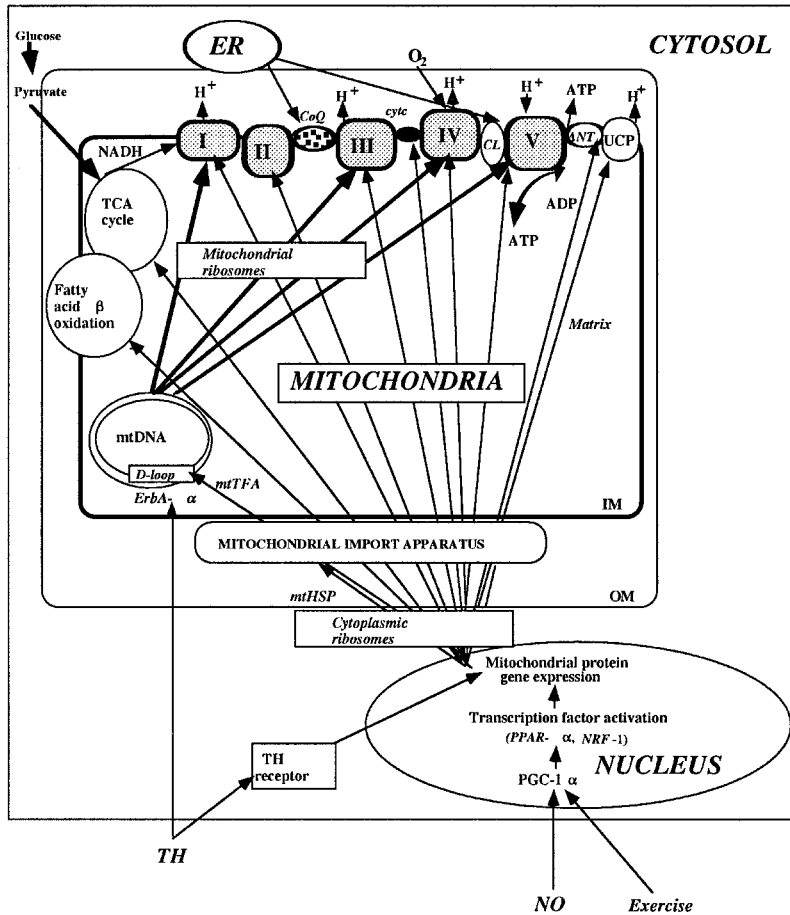 Glucose
ER
O2
CYTOSOL
Pyruvate
H+
H+
H+
H+
ATP
H+
CoQ
cytc
I
II
III
IV
CL
V
ANT
UCP
NADH
TCA
cycle
ADP
ATP
Mitochondrial
ribosomes
Fatty
acid β
oxidation
Matrix
MITOCHONDRIA
mtDNA
D-loop
mtTFA
ErbA- α
IM
MITOCHONDRIAL IMPORT APPARATUS
mtHSP
OM
Cytoplasmic
ribosomes
Mitochondrial protein
gene expression
Transcription factor activation
(PPAR- α, NRF-1)
NUCLEUS
PGC-1 α
TH
receptor
TH
NO
Exercise